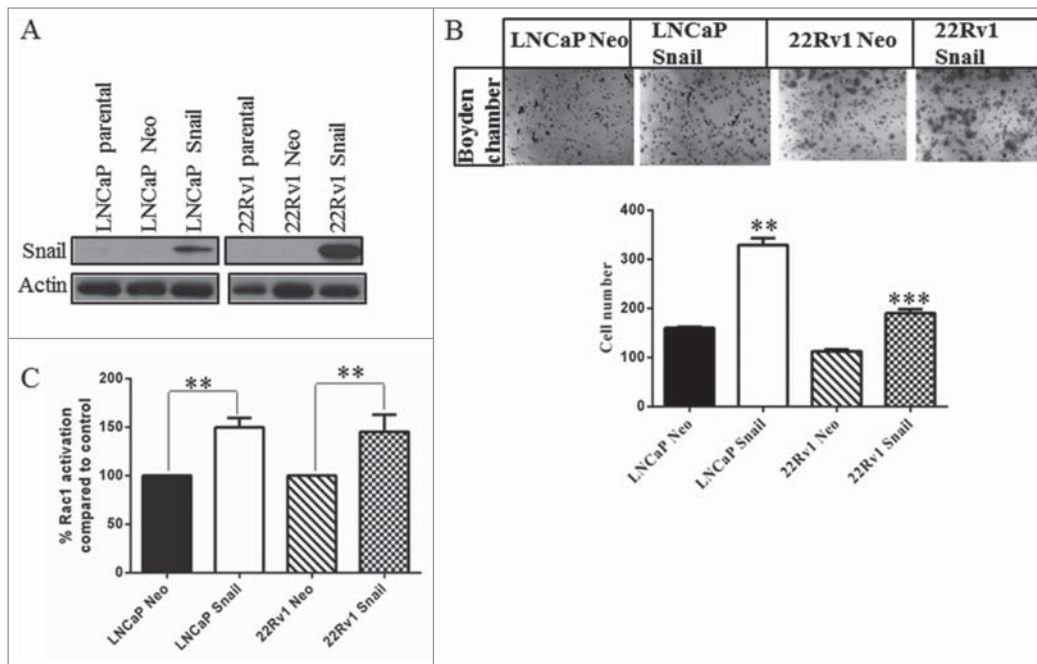 A
LNCaP parental
LNCaP Neo
LNCaP Snail
22Rv1 parental
22Rv1 Neo
22Rv1 Snail
Snail
Actin
B
LNCaP Neo
LNCaP
Snail
22Rv1 Neo
22Rv1
Snail
Boyden
chamber
400
300
200
100
0
Cell number
**
***
LNCaP Neo
LNCaP Snail
22Rv1 Neo
22Rv1 Snail
C
200
150
100
50
0
% Rac1 activation
compared to control
**
**
LNCaP Neo
LNCaP Snail
22Rv1 Neo
22Rv1 Snail